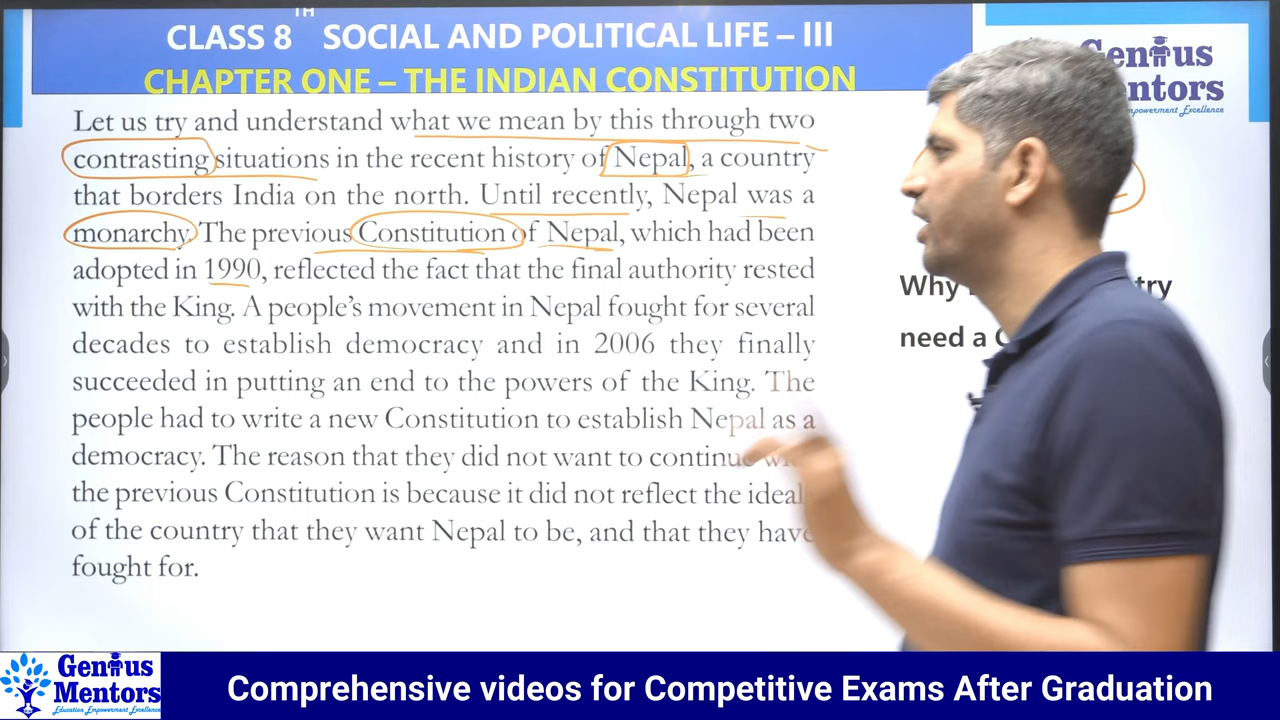 TH
CLASS 8 SOCIAL AND POLITICAL LIFE – III
CHAPTER ONE – THE INDIAN CONSTITUTION
Genius
Mentors
Empowerment Excellence
Let us try and understand what we mean by this through two
contrasting situations in the recent history of Nepal, a country
that borders India on the north. Until recently, Nepal was a
monarchy. The previous Constitution of Nepal, which had been
adopted in 1990, reflected the fact that the final authority rested
with the King. A people’s movement in Nepal fought for several
decades to establish democracy and in 2006 they finally
succeeded in putting an end to the powers of the King. The
people had to write a new Constitution to establish Nepal as a
democracy. The reason that they did not want to continue
the previous Constitution is because it did not reflect the ideal
of the country that they want Nepal to be, and that they have
fought for.
Why
need a
Genius
Mentors
Education Empowerment Excellence
Comprehensive videos for Competitive Exams After Graduation